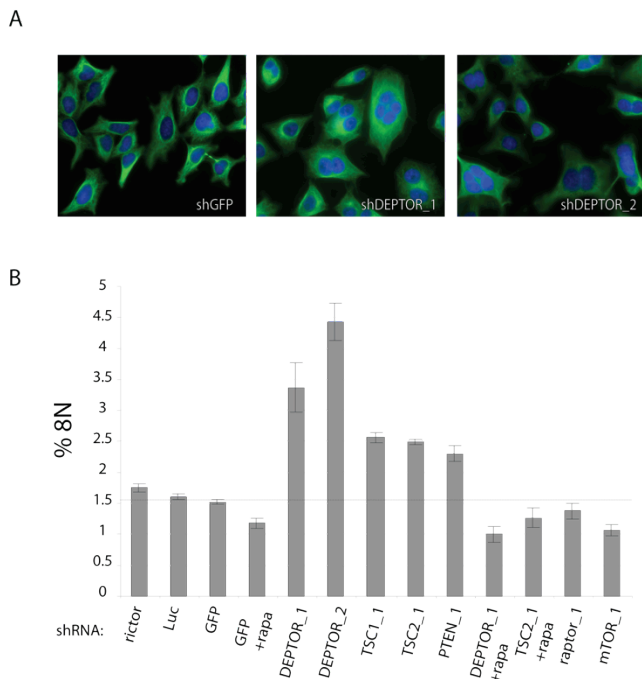 A
shGFP
shDEPTOR_1
shDEPTOR_2
B
5
4.5
4
3.5
3
2.5
2
1.5
1
0.5
0
% 8N
shRNA:
rictor
Luc
GFP
GFP
+rapa
DEPTOR_1
DEPTOR_2
TSC1_1
TSC2_1
PTEN_1
DEPTOR_1
+rapa
TSC2_1
+rapa
raptor_1
mTOR_1